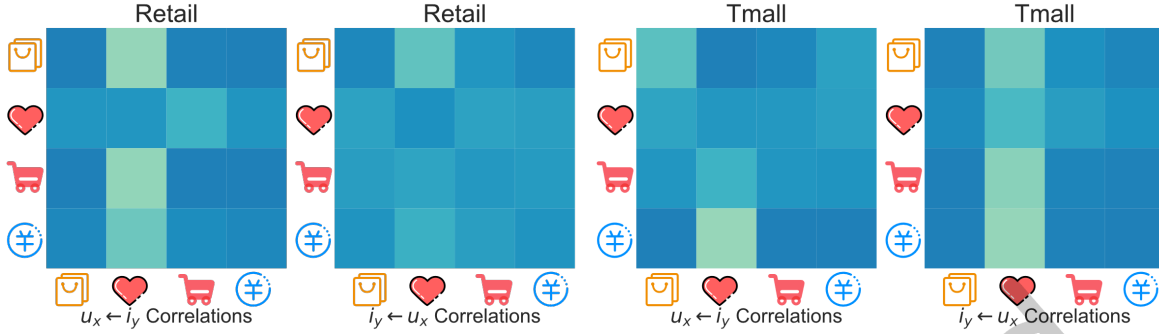 Retail Retail Tmall Tmall
u_x ← i_y Correlations i_y ← u_x Correlations u_x ← i_y Correlations i_y ← u_x Correlations